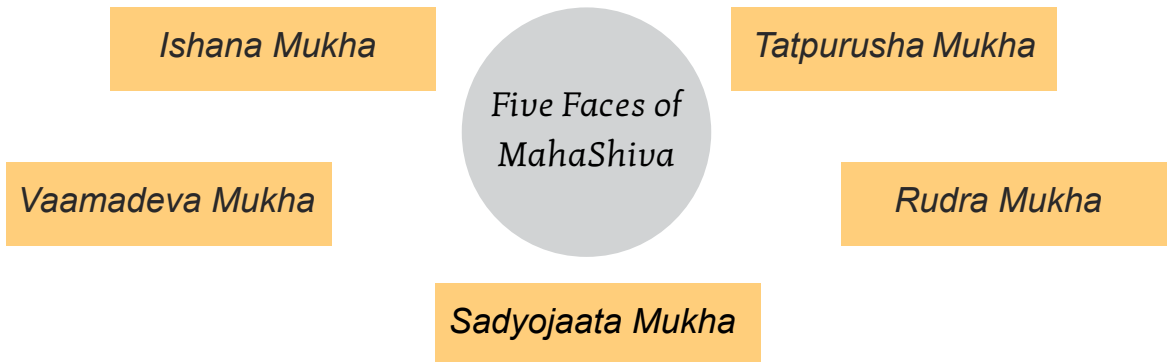 Ishana Mukha
Tatpurusha Mukha
Five Faces of
MahaShiva
Vaamadeva Mukha
Rudra Mukha
Sadyojaata Mukha